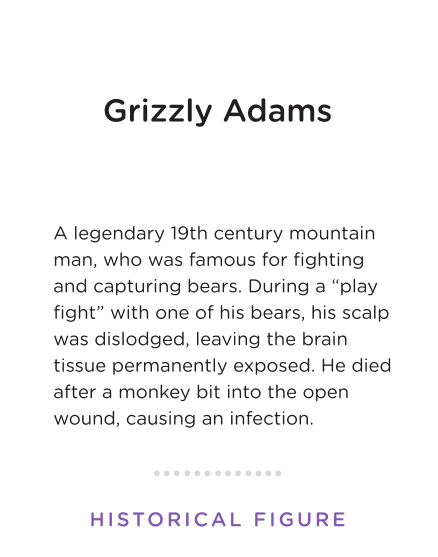 Grizzly Adams
A legendary 19th century mountain
man, who was famous for fighting
and capturing bears. During a “play
fight” with one of his bears, his scalp
was dislodged, leaving the brain
tissue permanently exposed. He died
after a monkey bit into the open
wound, causing an infection.
HISTORICAL FIGURE